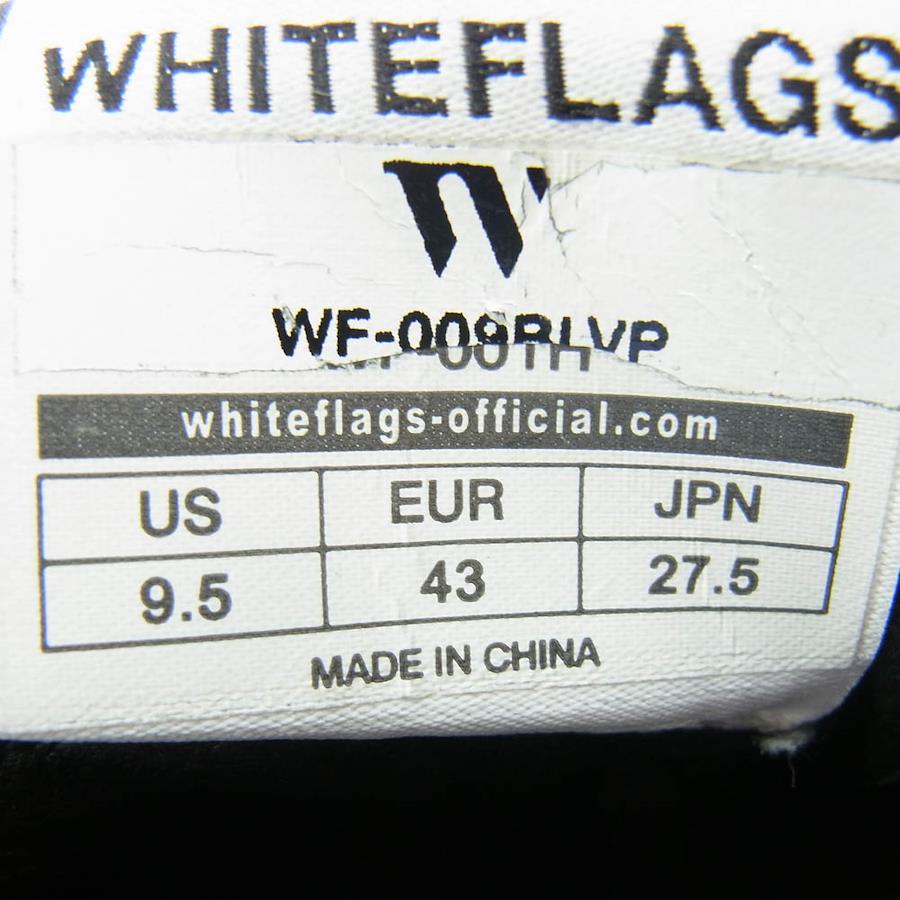 WHITEFLAGS
W
WF-009BLVP
whiteflags-official.com
US EUR JPN
9.5 43 27.5
MADE IN CHINA